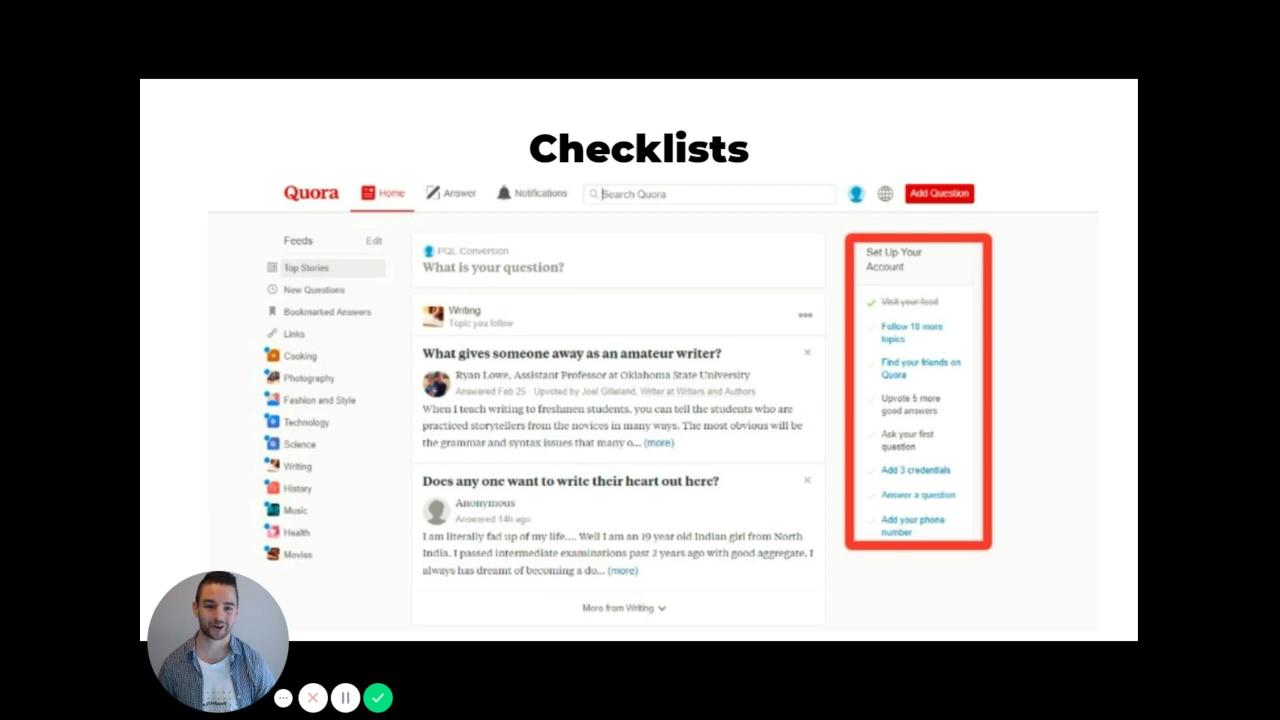 Checklists
Quora
Home
Answer
Notifications
Search Quora
Add Question
Feeds
Edit
Top Stories
New Questions
Bookmarked Answers
Links
Cooking
Photography
Fashion and Style
Technology
Science
Writing
History
Music
Health
Movies
PQL Conversion
What is your question?
Writing
Topic you follow
What gives someone away as an amateur writer?
Ryan Lowe, Assistant Professor at Oklahoma State University
Answered Feb 25 · Upvoted by Joel Gilleland, Writer at Writers and Authors
When I teach writing to freshmen students, you can tell the students who are
practiced storytellers from the novices in many ways. The most obvious will be
the grammar and syntax issues that many o... (more)
Does any one want to write their heart out here?
Anonymous
Answered 14h ago
I am literally fad up of my life.... Well I am an 19 year old Indian girl from North
India. I passed intermediate examinations past 2 years ago with good aggregate. I
always has dreamt of becoming a do... (more)
More from Writing
Set Up Your
Account
Visit your feed
Follow 10 more
topics
Find your friends on
Quora
Upvote 5 more
good answers
Ask your first
question
Add 3 credentials
Answer a question
Add your phone
number